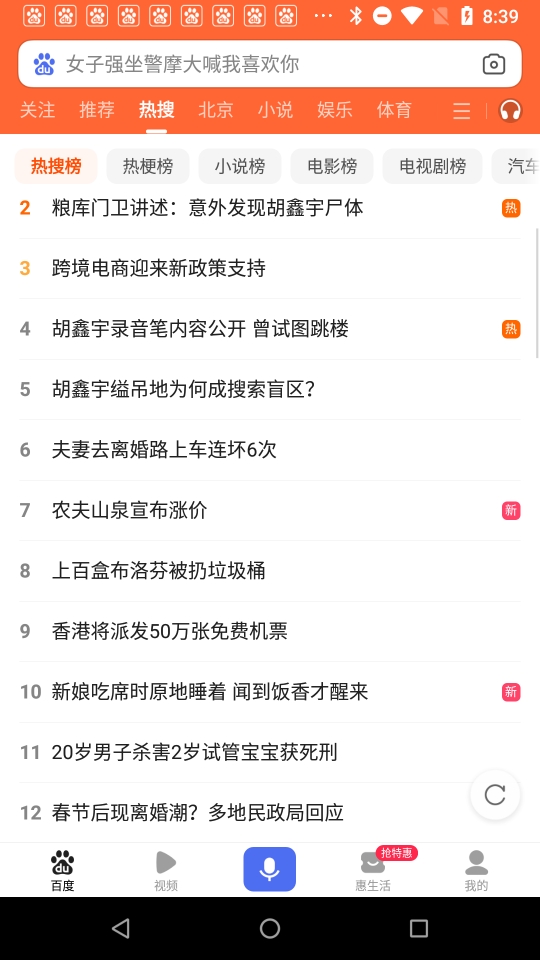 8:39
du 女子强坐警摩大喊我喜欢你
关注 推荐 热搜 北京 小说 娱乐 体育
热搜榜 热梗榜 小说榜 电影榜 电视剧榜 汽车
2 粮库门卫讲述：意外发现胡鑫宇尸体 热
3 跨境电商迎来新政策支持
4 胡鑫宇录音笔内容公开 曾试图跳楼 热
5 胡鑫宇缢吊地为何成搜索盲区？
6 夫妻去离婚路上车连坏6次
7 农夫山泉宣布涨价 新
8 上百盒布洛芬被扔垃圾桶
9 香港将派发50万张免费机票
10 新娘吃席时原地睡着 闻到饭香才醒来 新
11 20岁男子杀害2岁试管宝宝获死刑
12 春节后现离婚潮？多地民政局回应
抢特惠
百度 视频 惠生活 我的